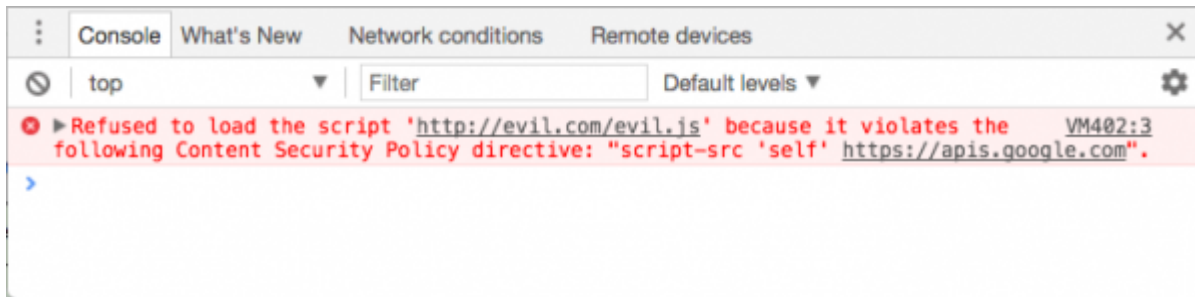 Console What's New Network conditions Remote devices
top Filter Default levels
Refused to load the script 'http://evil.com/evil.js' because it violates the VM402:3
following Content Security Policy directive: "script-src 'self' https://apis.google.com".